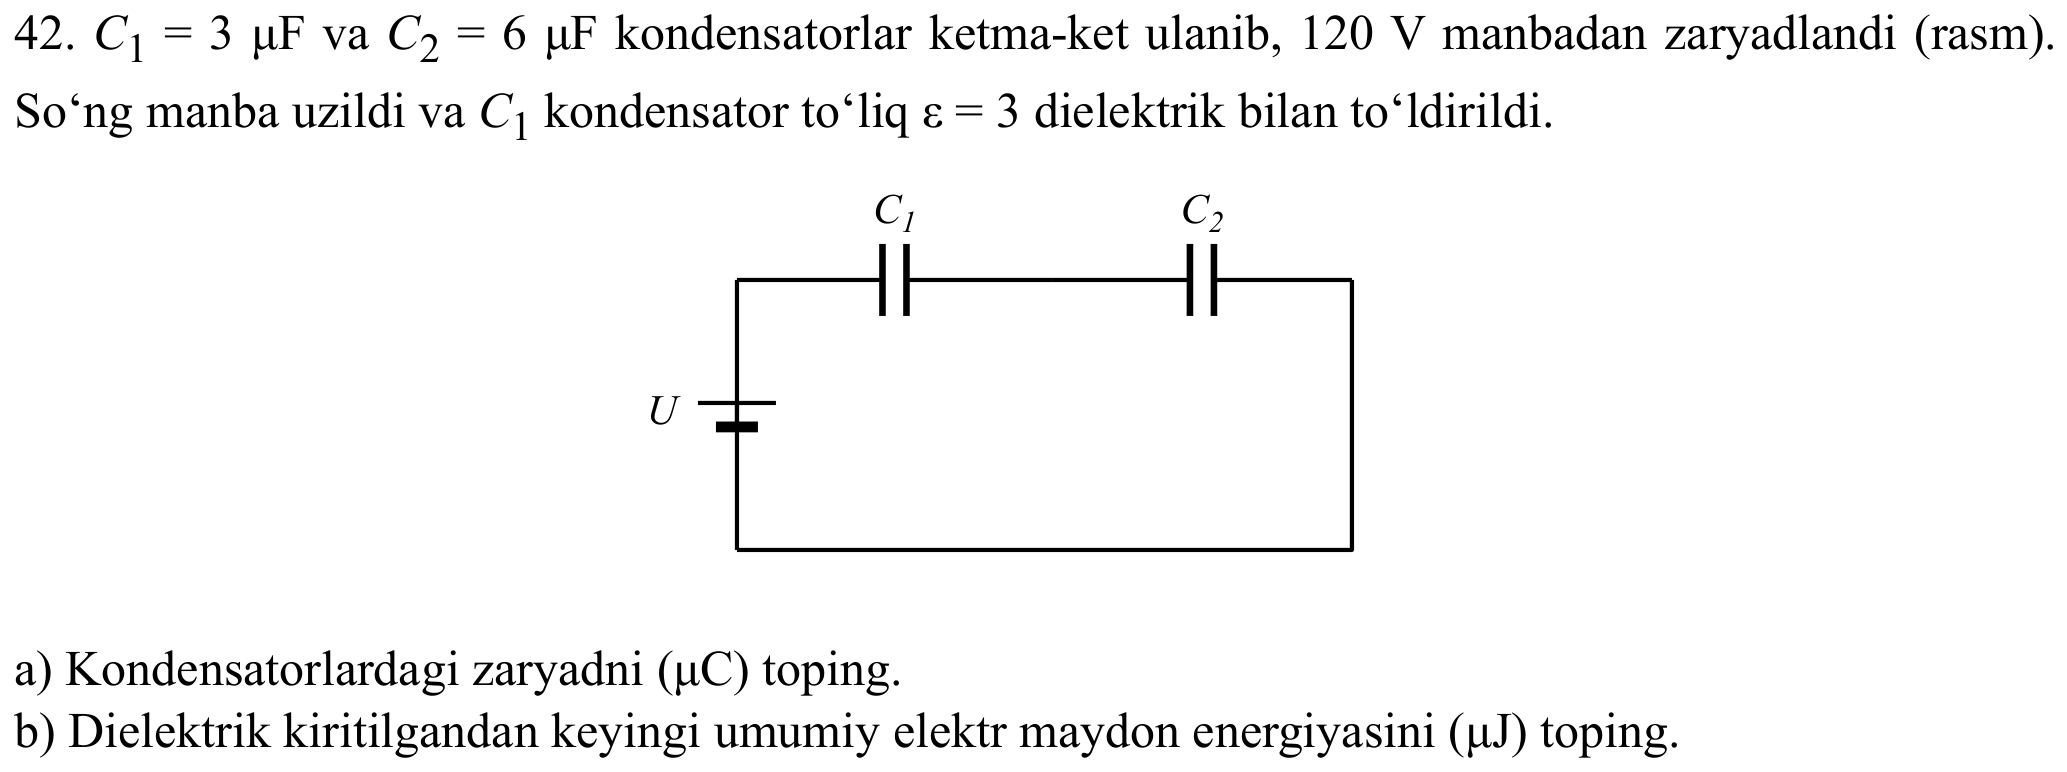 42. C₁ = 3 μF va C₂ = 6 μF kondensatorlar ketma-ket ulanib, 120 V manbadan zaryadlandi (rasm).
So‘ng manba uzildi va C₁ kondensator to‘liq ε = 3 dielektrik bilan to‘ldirildi.
C₁ C₂
U
a) Kondensatorlardagi zaryadni (μC) toping.
b) Dielektrik kiritilgandan keyingi umumiy elektr maydon energiyasini (μJ) toping.